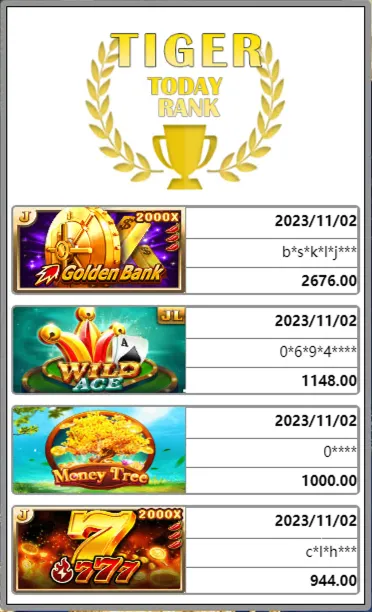 TIGER
TODAY
RANK
J
2000X
Golden Bank
2023/11/02
b*s*k*l*j***
2676.00
JL
A
WILD
ACE
2023/11/02
0*6*9*4****
1148.00
Money Tree
2023/11/02
0****
1000.00
J
2000X
7
777
2023/11/02
c*l*h***
944.00